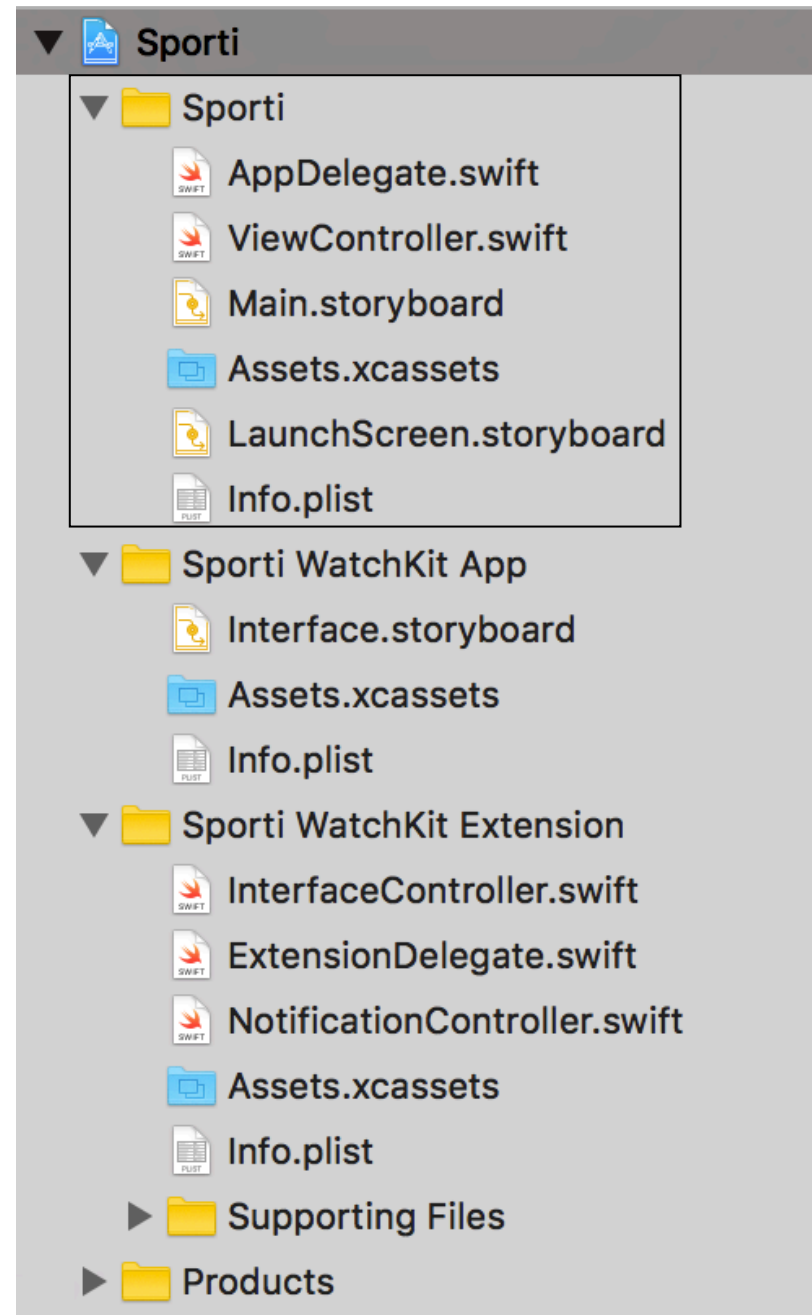 Sporti
Sporti
AppDelegate.swift
ViewController.swift
Main.storyboard
Assets.xcassets
LaunchScreen.storyboard
Info.plist
Sporti WatchKit App
Interface.storyboard
Assets.xcassets
Info.plist
Sporti WatchKit Extension
InterfaceController.swift
ExtensionDelegate.swift
NotificationController.swift
Assets.xcassets
Info.plist
Supporting Files
Products